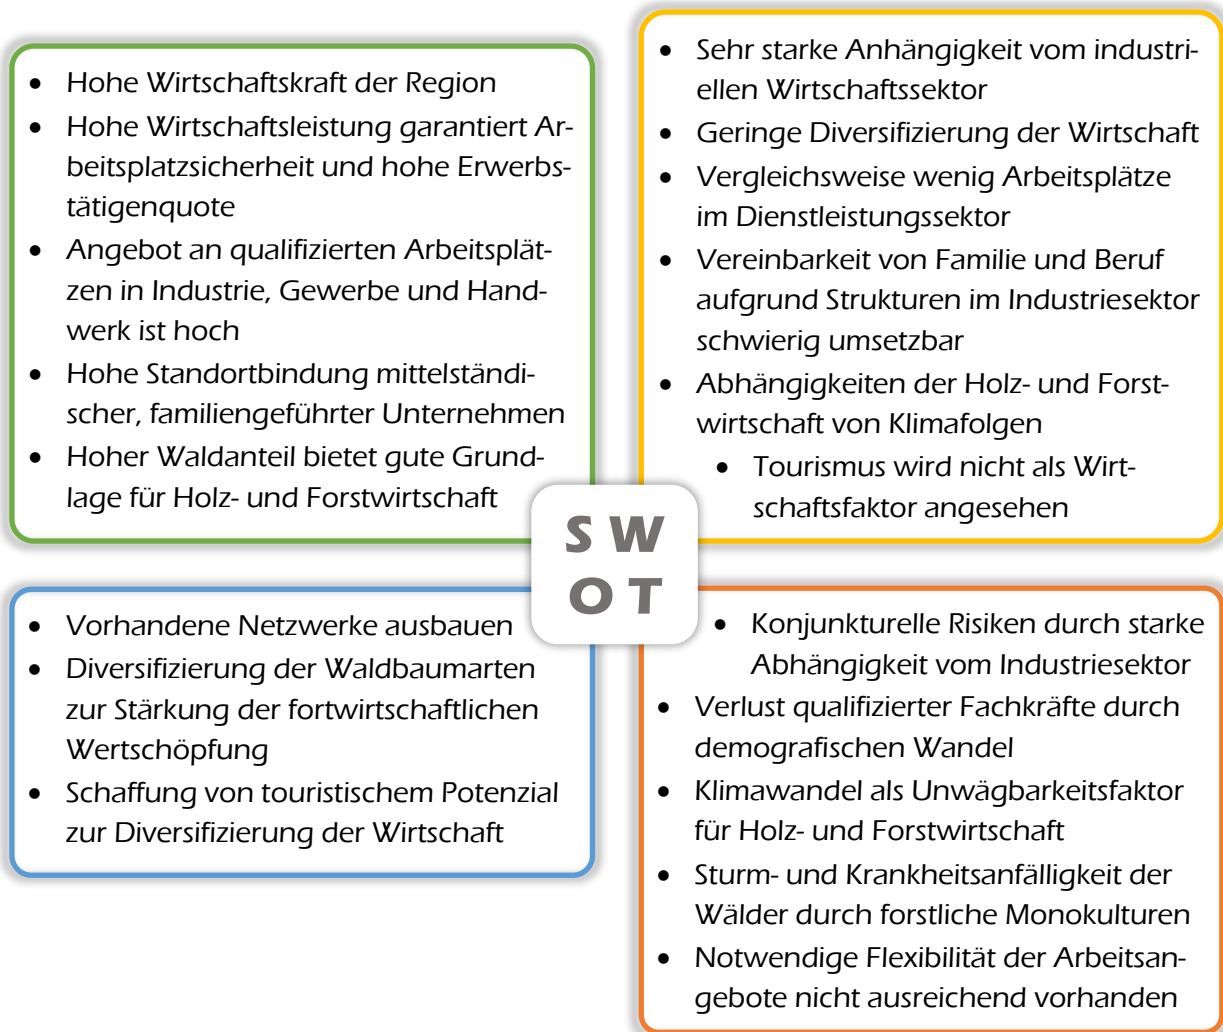 • Hohe Wirtschaftskraft der Region
• Hohe Wirtschaftsleistung garantiert Ar-
beitsplatzsicherheit und hohe Erwerbs-
tätigenquote
• Angebot an qualifizierten Arbeitsplät-
zen in Industrie, Gewerbe und Hand-
werk ist hoch
• Hohe Standortbindung mittelständi-
scher, familiengeführter Unternehmen
• Hoher Waldanteil bietet gute Grund-
lage für Holz- und Forstwirtschaft
• Sehr starke Anhängigkeit vom industri-
ellen Wirtschaftssektor
• Geringe Diversifizierung der Wirtschaft
• Vergleichsweise wenig Arbeitsplätze
im Dienstleistungssektor
• Vereinbarkeit von Familie und Beruf
aufgrund Strukturen im Industriesektor
schwierig umsetzbar
• Abhängigkeiten der Holz- und Forst-
wirtschaft von Klimafolgen
• Tourismus wird nicht als Wirt-
schaftsfaktor angesehen
S W
O T
• Vorhandene Netzwerke ausbauen
• Diversifizierung der Waldbaumarten
zur Stärkung der fortwirtschaftlichen
Wertschöpfung
• Schaffung von touristischem Potenzial
zur Diversifizierung der Wirtschaft
• Konjunkturelle Risiken durch starke
Abhängigkeit vom Industriesektor
• Verlust qualifizierter Fachkräfte durch
demografischen Wandel
• Klimawandel als Unwägbarkeitsfaktor
für Holz- und Forstwirtschaft
• Sturm- und Krankheitsanfälligkeit der
Wälder durch forstliche Monokulturen
• Notwendige Flexibilität der Arbeitsan-
gebote nicht ausreichend vorhanden